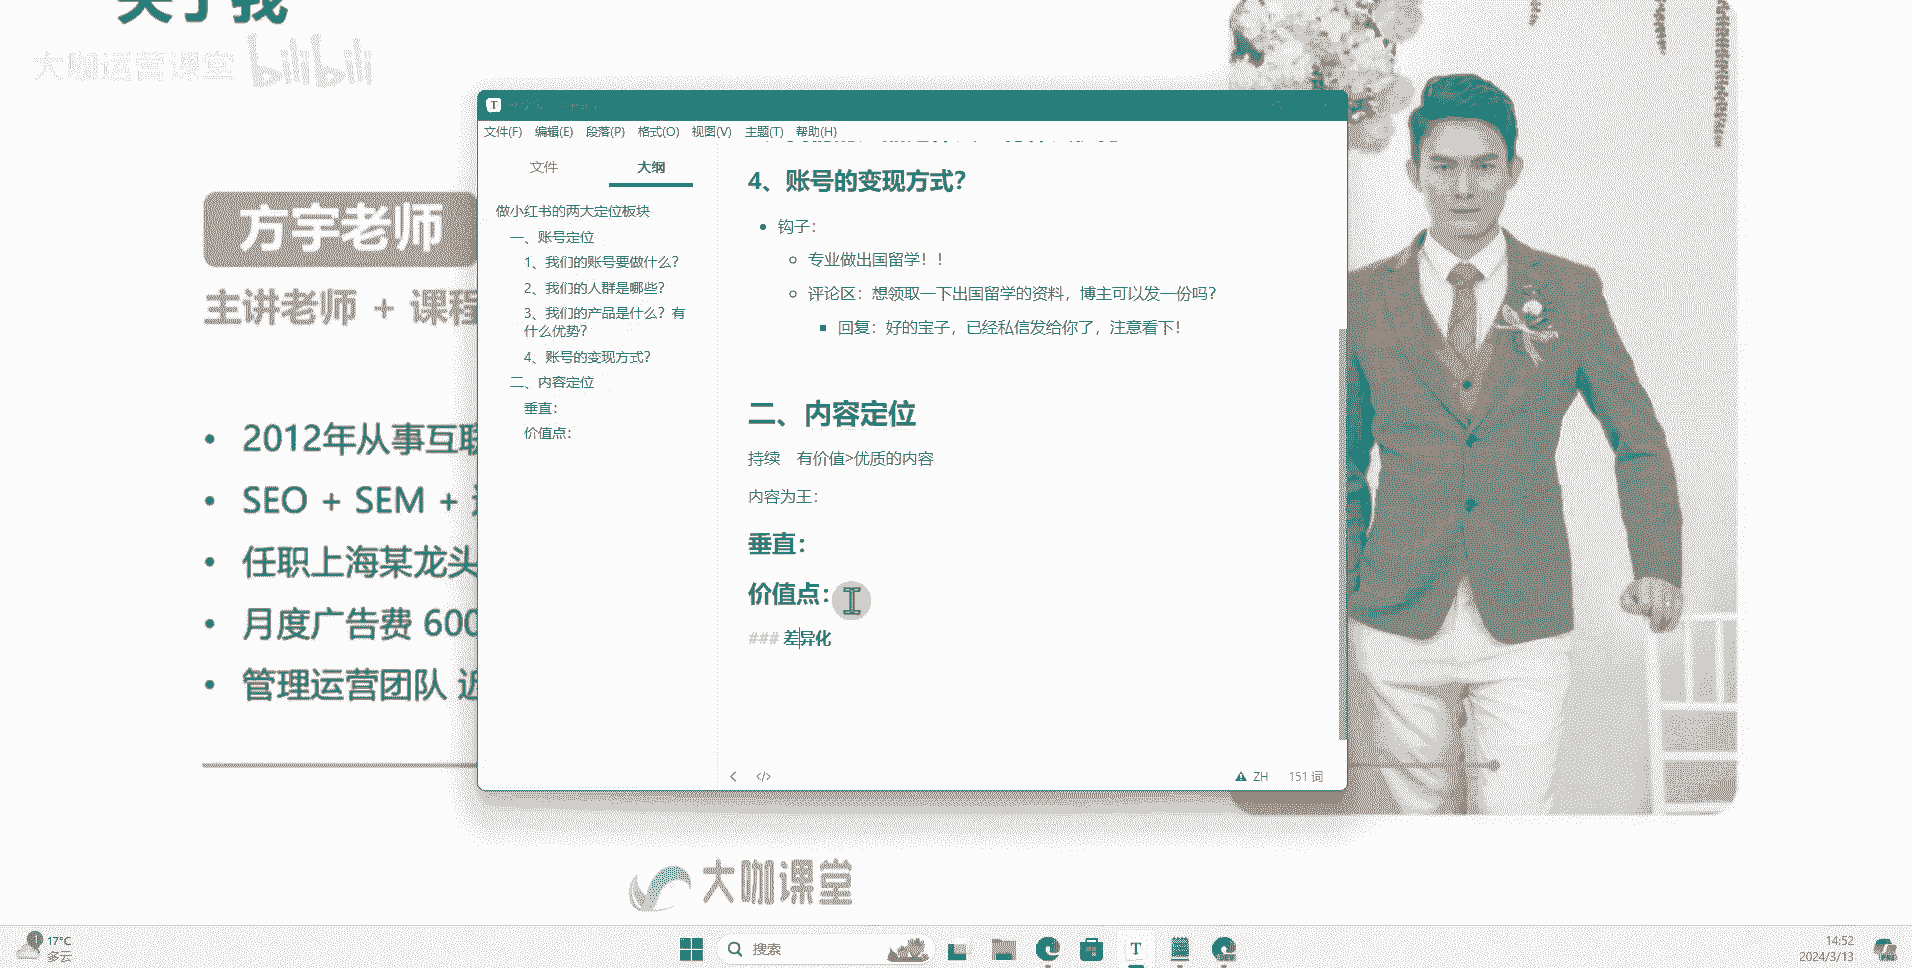 关于我
大咖运营课堂 bilibili
T
文件(F) 编辑(E) 段落(P) 格式(O) 视图(V) 主题(T) 帮助(H)
文件 大纲
做小红书的两大定位板块
一、账号定位
1、我们的账号要做什么？
2、我们的人群是哪些？
3、我们的产品是什么？有
什么优势？
4、账号的变现方式？
二、内容定位
垂直：
价值点：
4、账号的变现方式？
钩子：
专业做出国留学！！
评论区：想领取一下出国留学的资料，博主可以发一份吗？
回复：好的宝子，已经私信发给你了，注意看下！
二、内容定位
持续 有价值>优质的内容
内容为王：
垂直：
价值点：
### 差异化
</> ZH 151 词
方宇老师
主讲老师 + 课程
• 2012年从事互联
• SEO + SEM +
• 任职上海某龙头
• 月度广告费 600
• 管理运营团队 近
大咖课堂
1 17°C
多云
搜索
T
DEV
14:52
2024/3/13